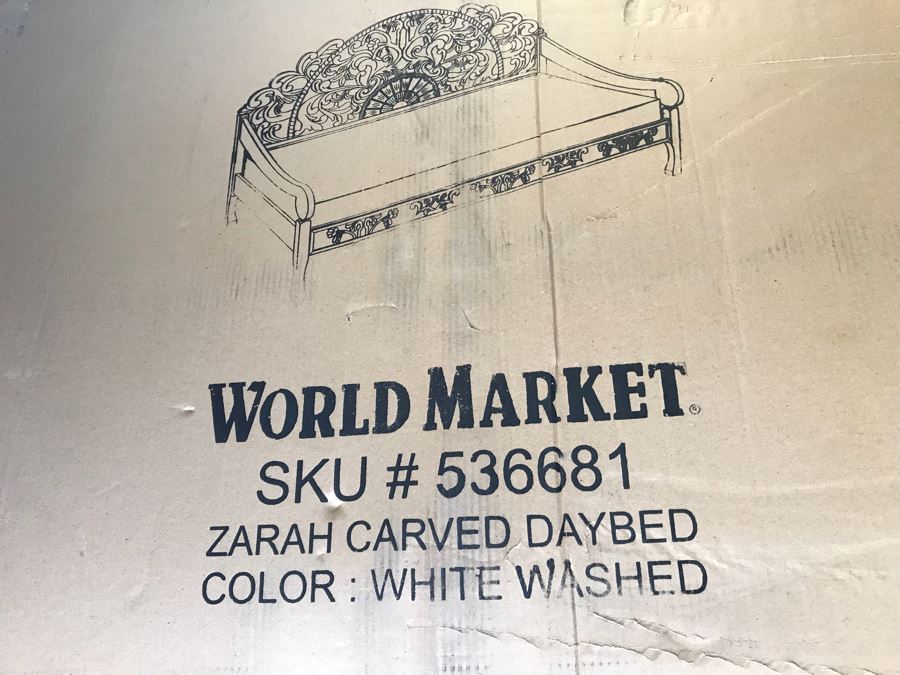 WORLD MARKET®
SKU # 536681
ZARAH CARVED DAYBED
COLOR : WHITE WASHED